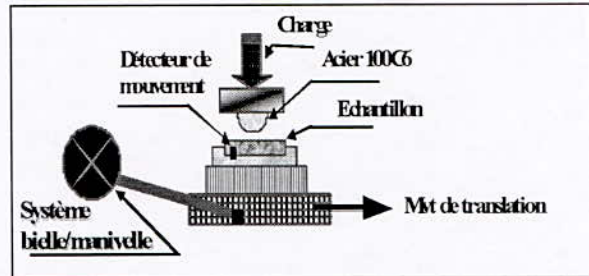 Charge
Détecteur de
mouvement
Acier 100C6
Echantillon
Système
bielle/manivelle
Mvt de translation